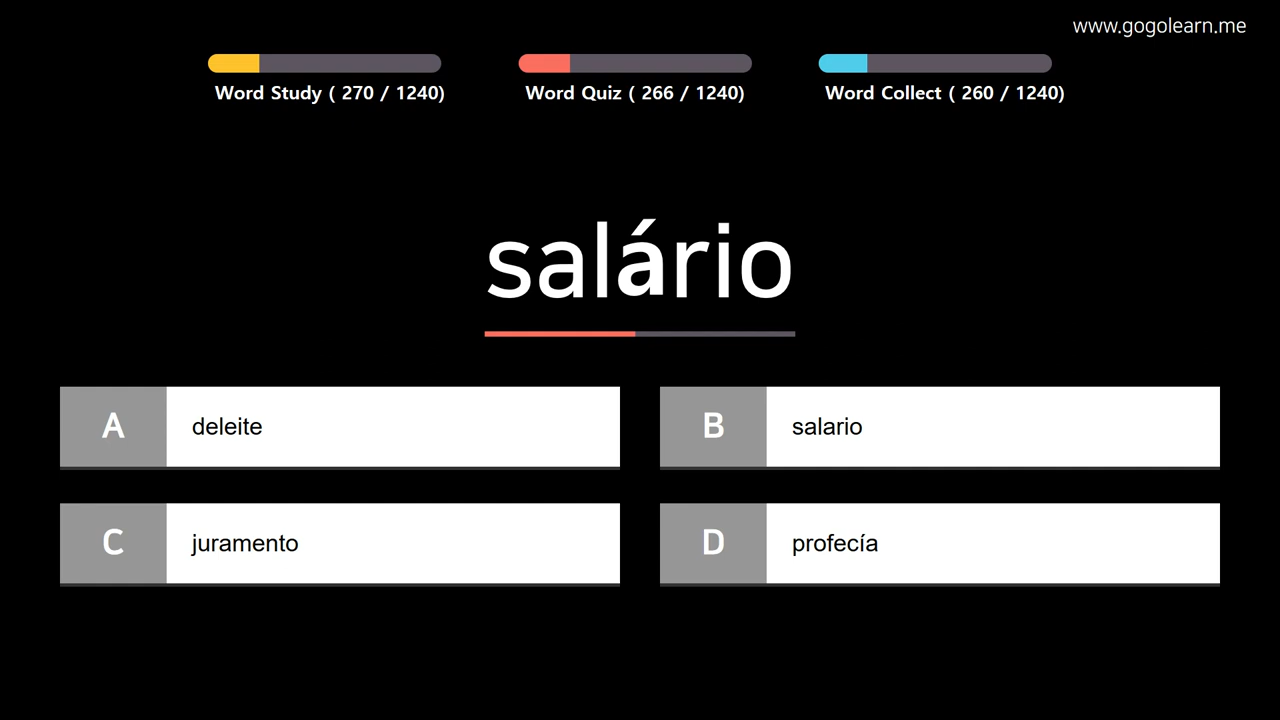 www.gogolearn.me
Word Study ( 270 / 1240)
Word Quiz ( 266 / 1240)
Word Collect ( 260 / 1240)
salário
A
deleite
B
salario
C
juramento
D
profecía